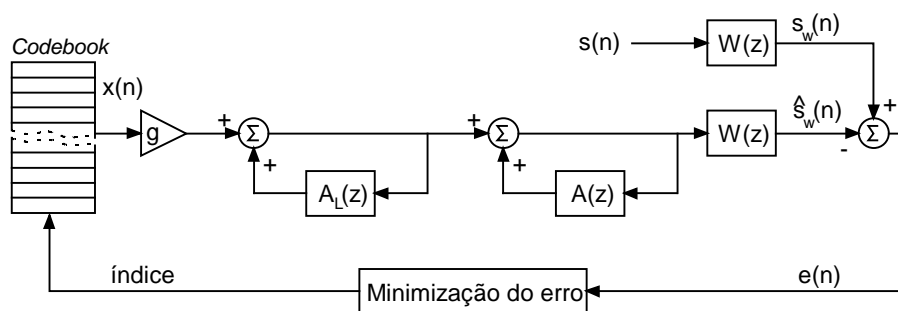 Codebook
s(n)
W(z)
s_w(n)
x(n)
g
+
Σ
+
A_L(z)
+
Σ
+
A(z)
W(z)
ŝ_w(n)
+
-
Σ
índice
Minimização do erro
e(n)